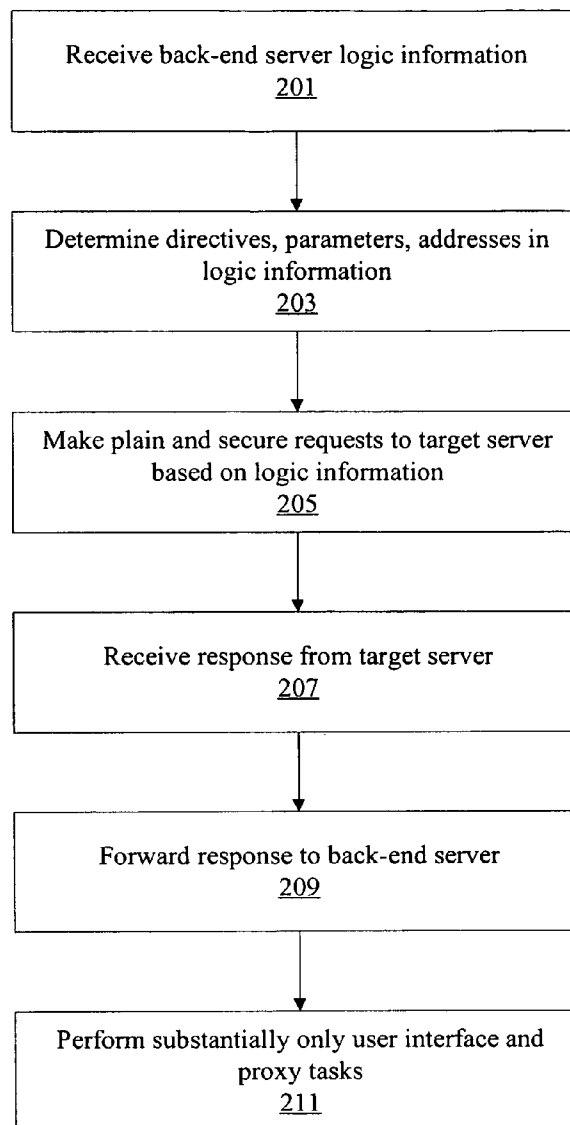 Receive back-end server logic information
201
Determine directives, parameters, addresses in
logic information
203
Make plain and secure requests to target server
based on logic information
205
Receive response from target server
207
Forward response to back-end server
209
Perform substantially only user interface and
proxy tasks
211